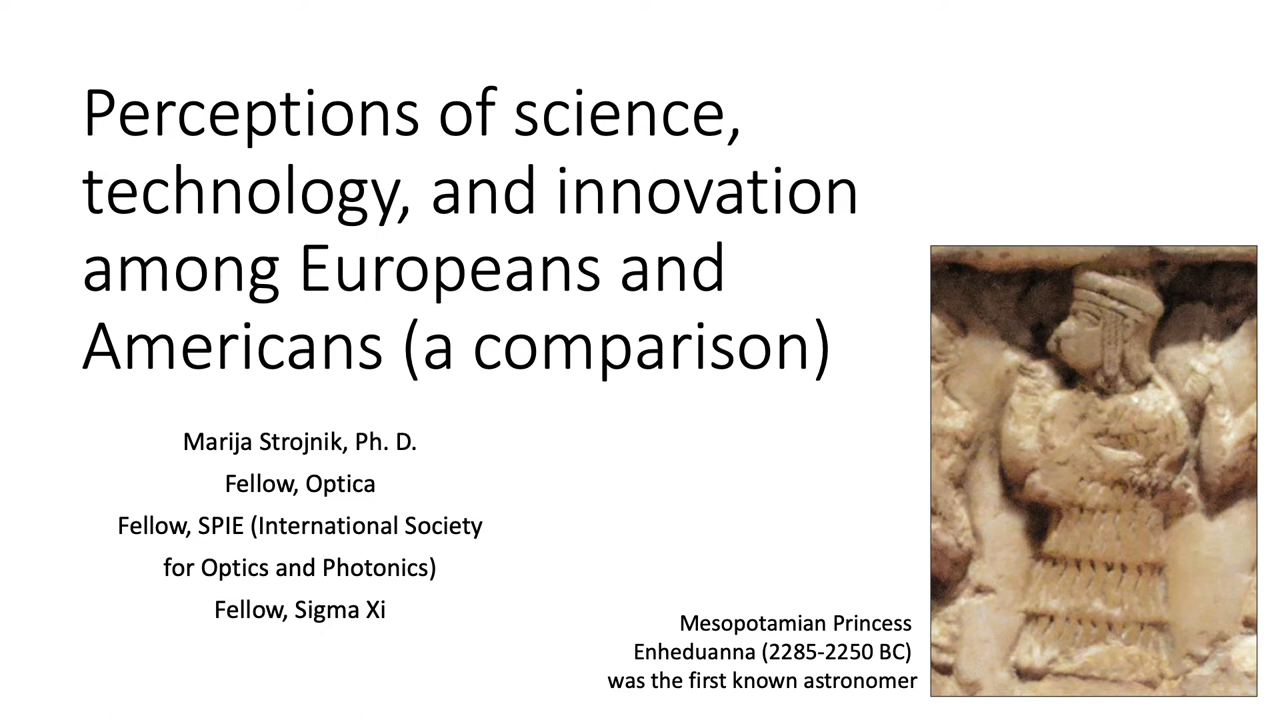 Perceptions of science,
technology, and innovation
among Europeans and
Americans (a comparison)
Marija Strojnik, Ph. D.
Fellow, Optica
Fellow, SPIE (International Society
for Optics and Photonics)
Fellow, Sigma Xi
Mesopotamian Princess
Enheduanna (2285-2250 BC)
was the first known astronomer